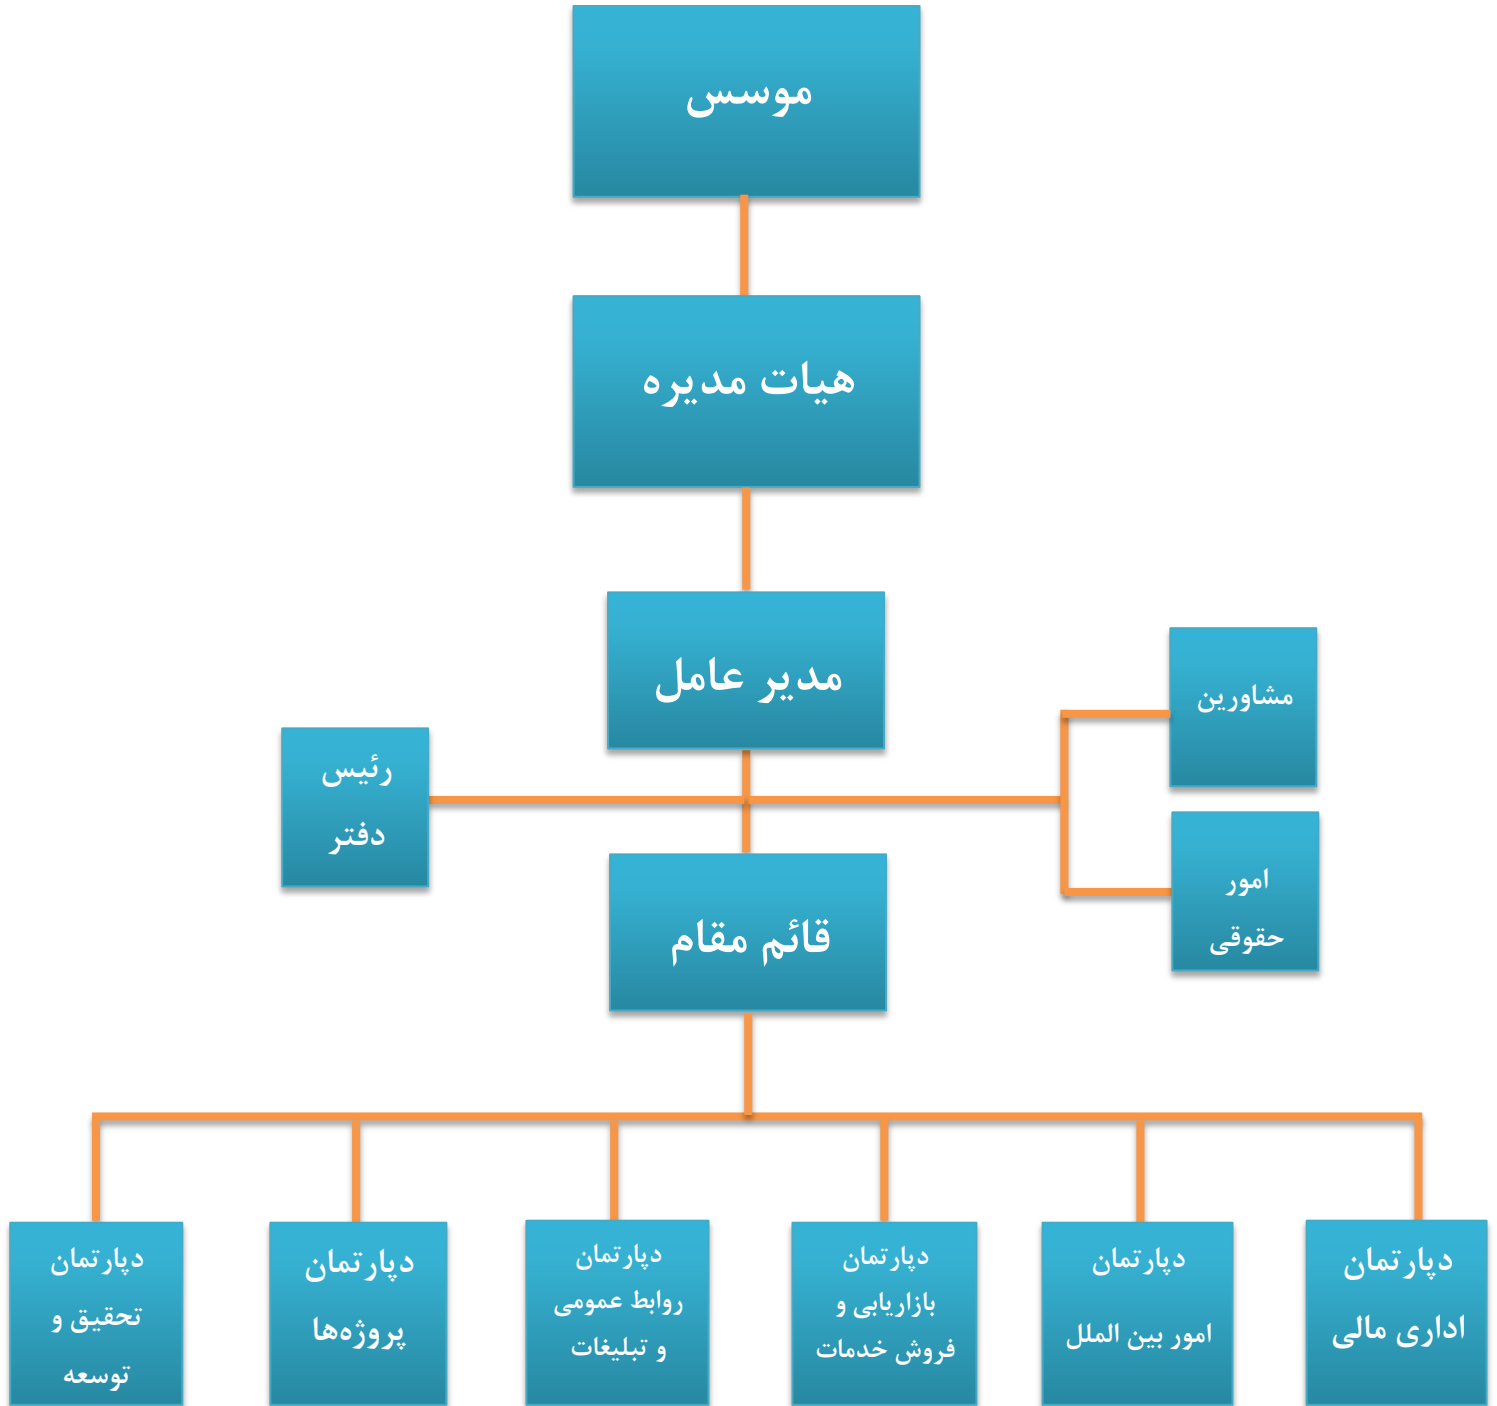 موسس
هیات مدیره
مدیر عامل
مشاورین
رئیس
دفتر
امور
حقوقی
قائم مقام
دپارتمان
اداری مالی
دپارتمان
امور بین الملل
دپارتمان
بازاریابی و
فروش خدمات
دپارتمان
روابط عمومی
و تبلیغات
دپارتمان
پروژه‌ها
دپارتمان
تحقیق و
توسعه